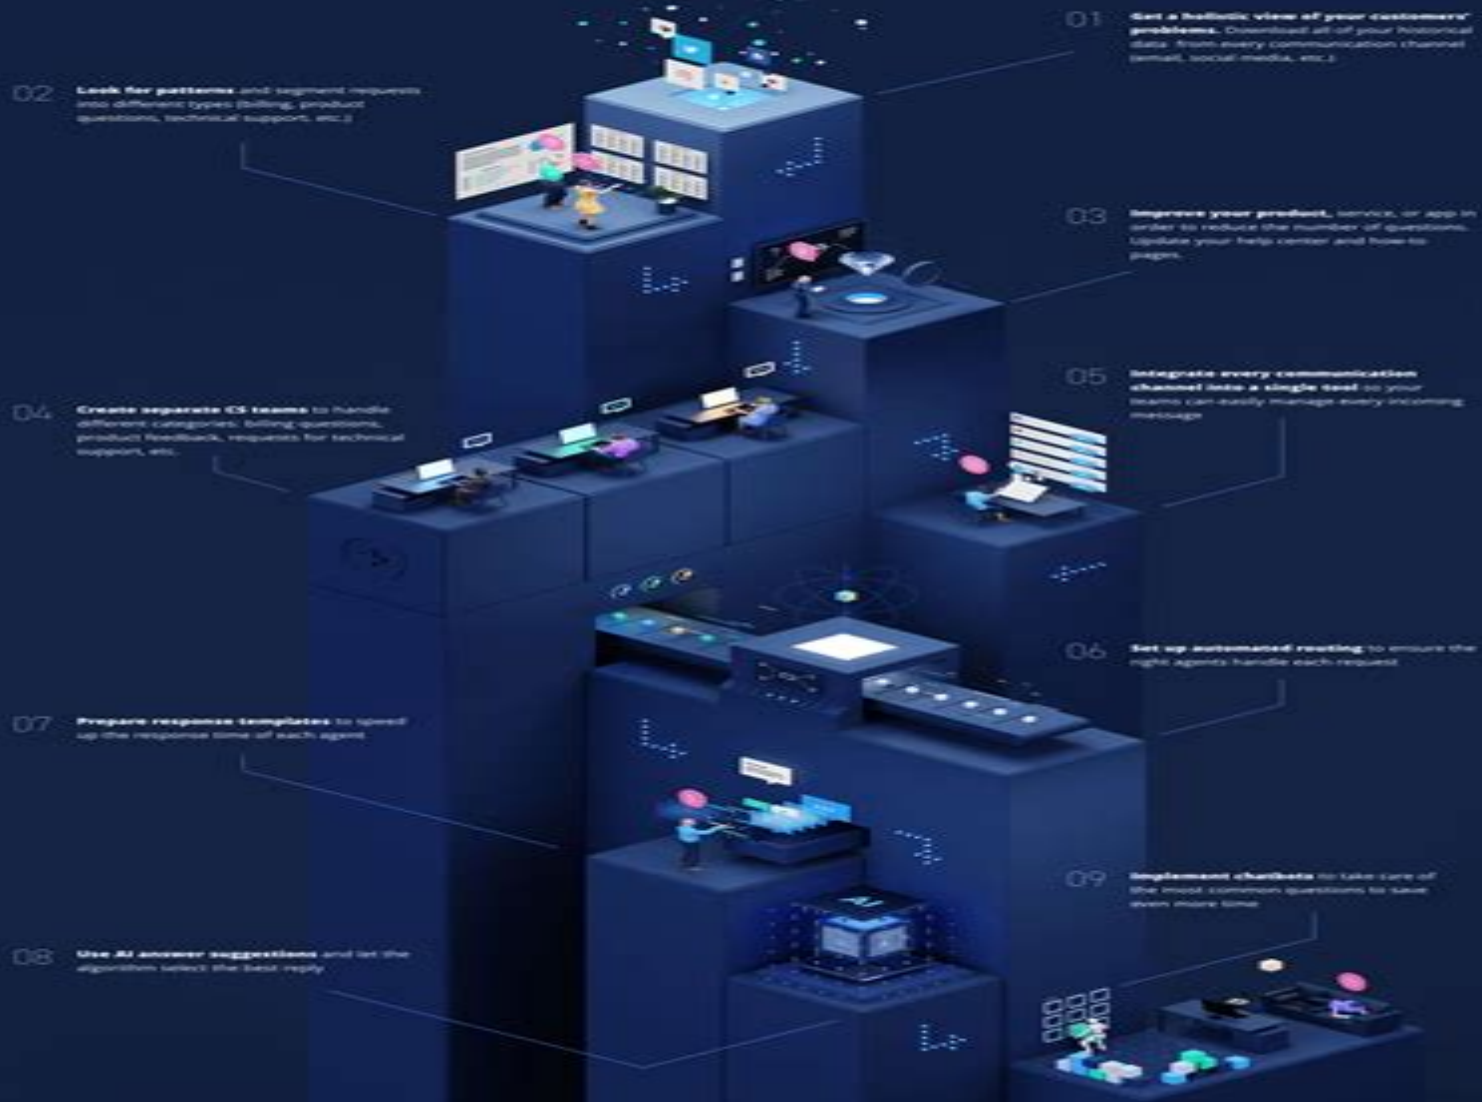 01
Get a holistic view of your customers'
problems. Download all of your historical
data from every communication channel
(email, social media, etc.)
02
Look for patterns and segment requests
into different types (billing, product
questions, technical support, etc.)
03
Improve your product, service, or app in
order to reduce the number of questions.
Update your help center and how-to
pages.
04
Create separate CS teams to handle
different categories: billing questions,
product feedback, requests for technical
support, etc.
05
Integrate every communication
channel into a single tool so your
teams can easily manage every incoming
message
06
Set up automated routing to ensure the
right agents handle each request
07
Prepare response templates to speed
up the response time of each agent
AI
08
Use AI answer suggestions and let the
algorithm select the best reply
09
Implement chatbots to take care of
the most common questions to save
even more time